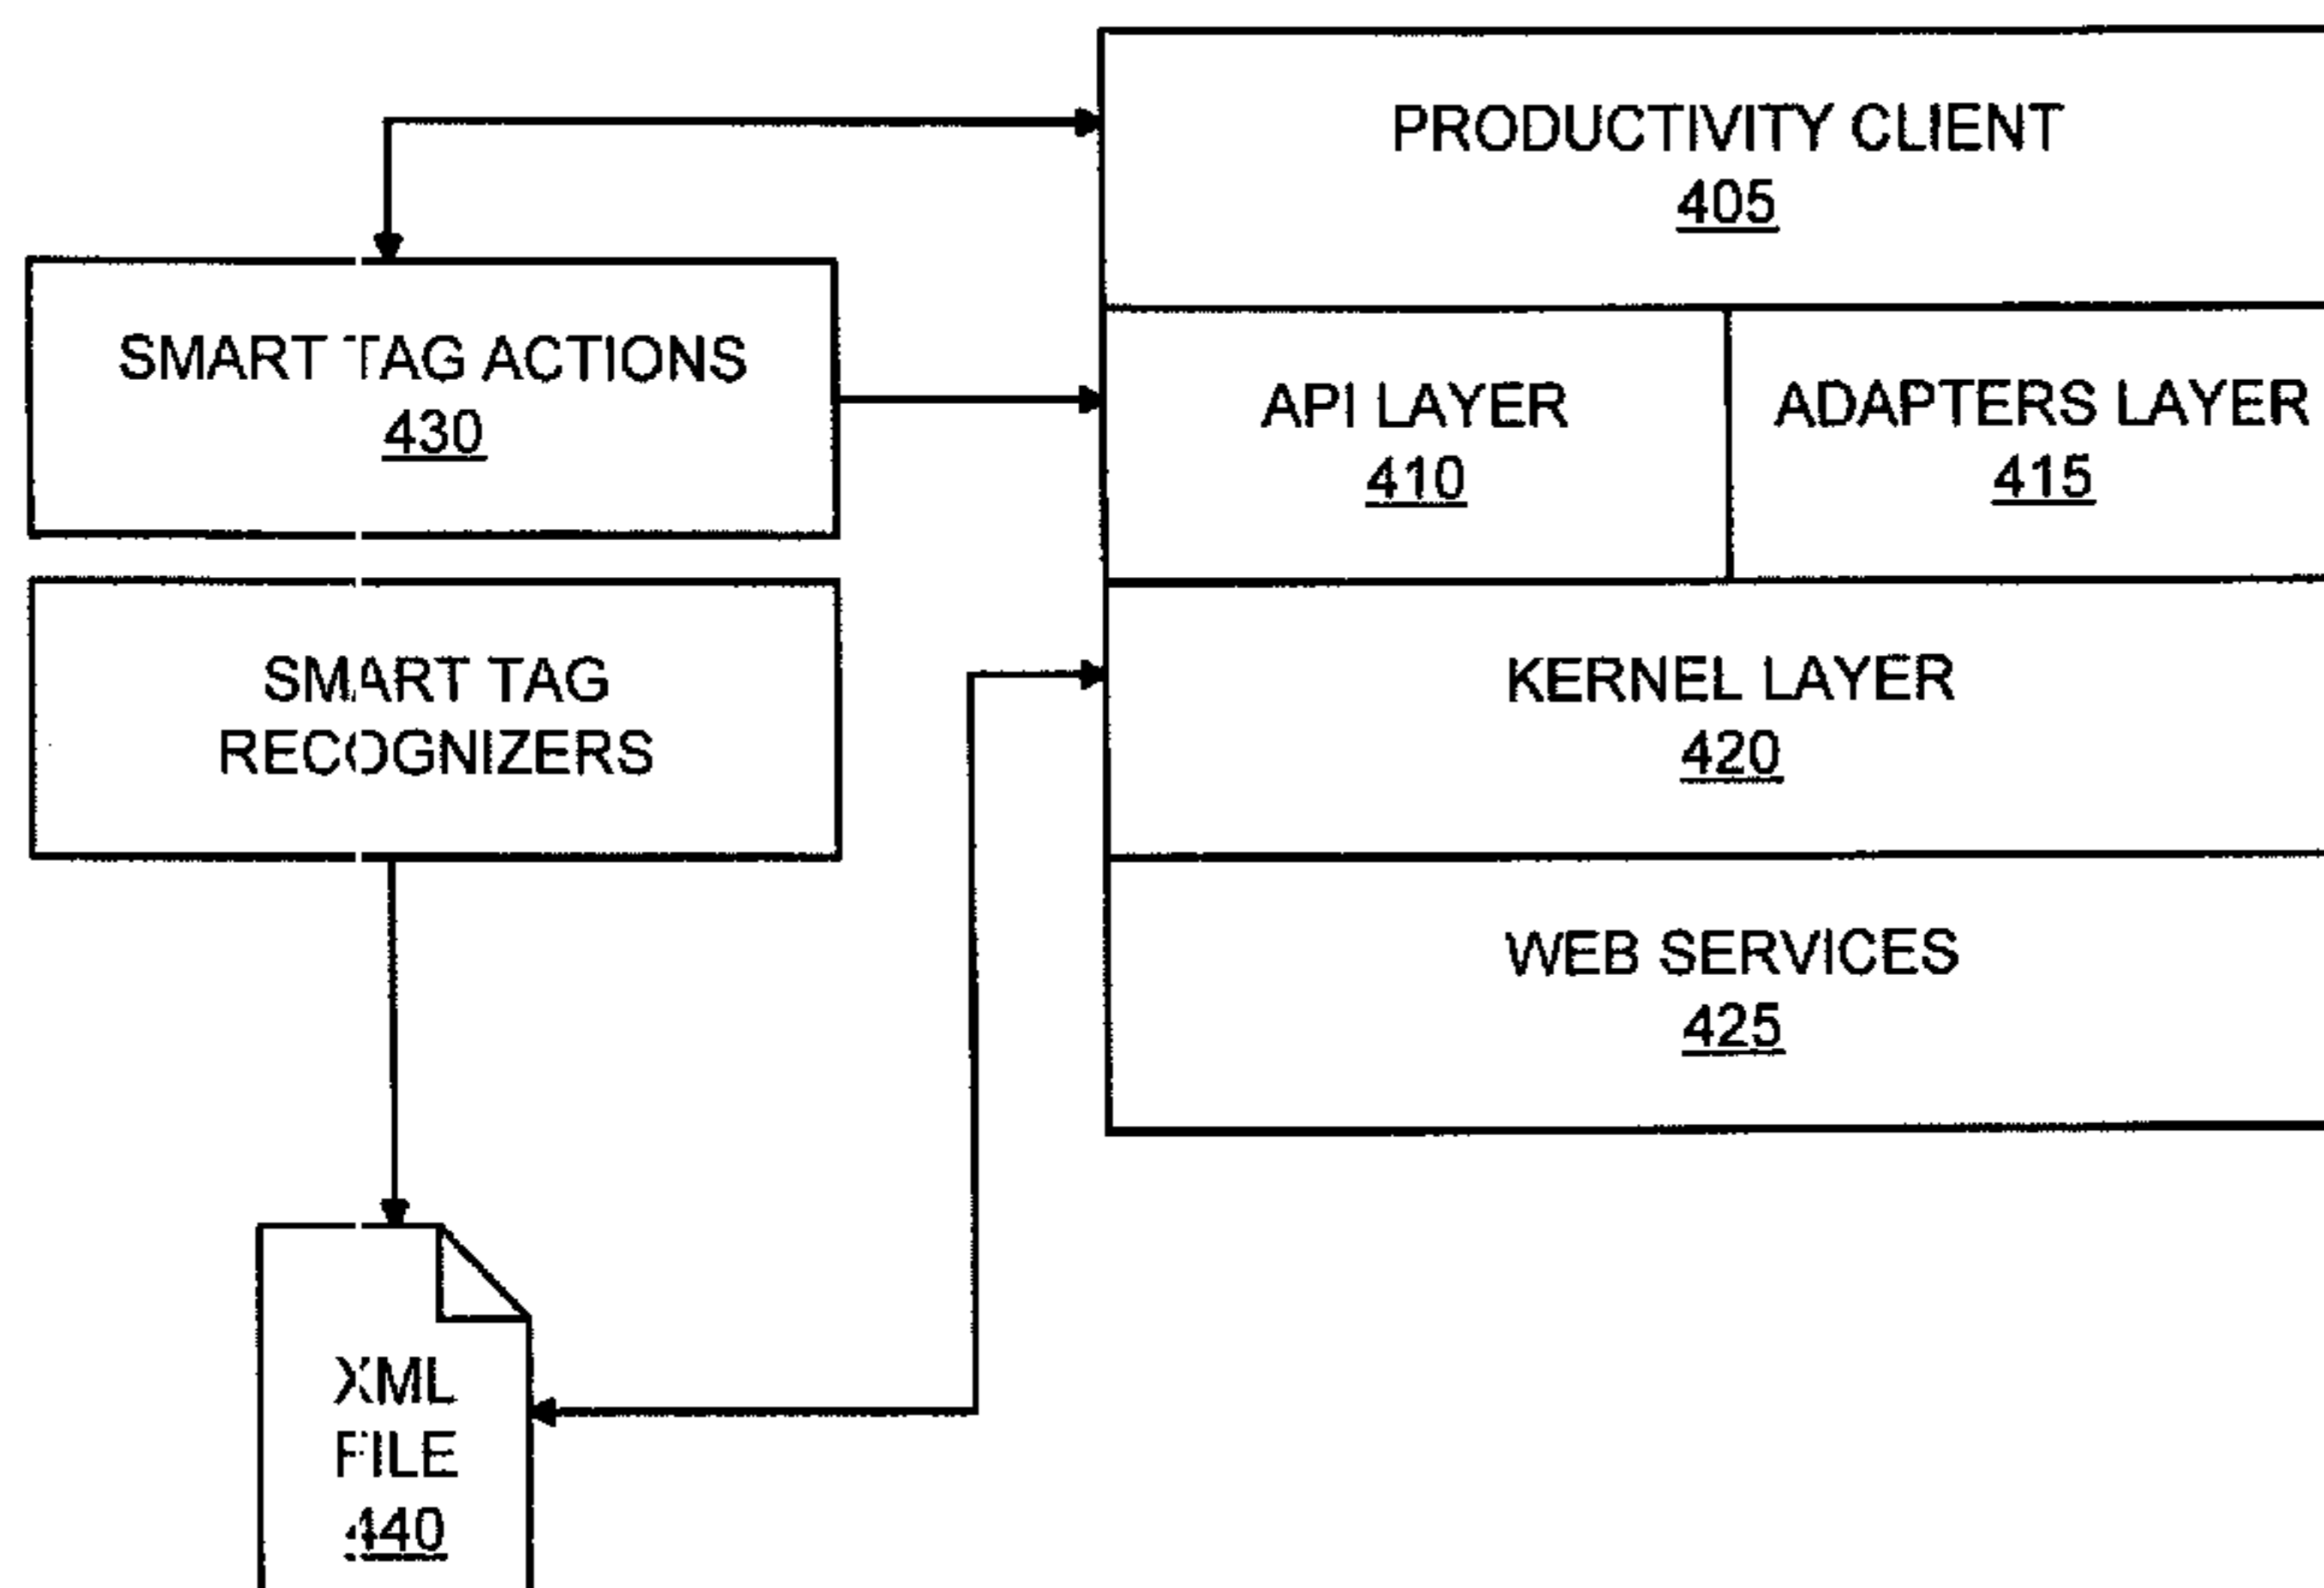 PRODUCTIVITY CLIENT
405
SMART TAG ACTIONS
430
API LAYER
410
ADAPTERS LAYER
415
SMART TAG
RECOGNIZERS
KERNEL LAYER
420
WEB SERVICES
425
XML
FILE
440